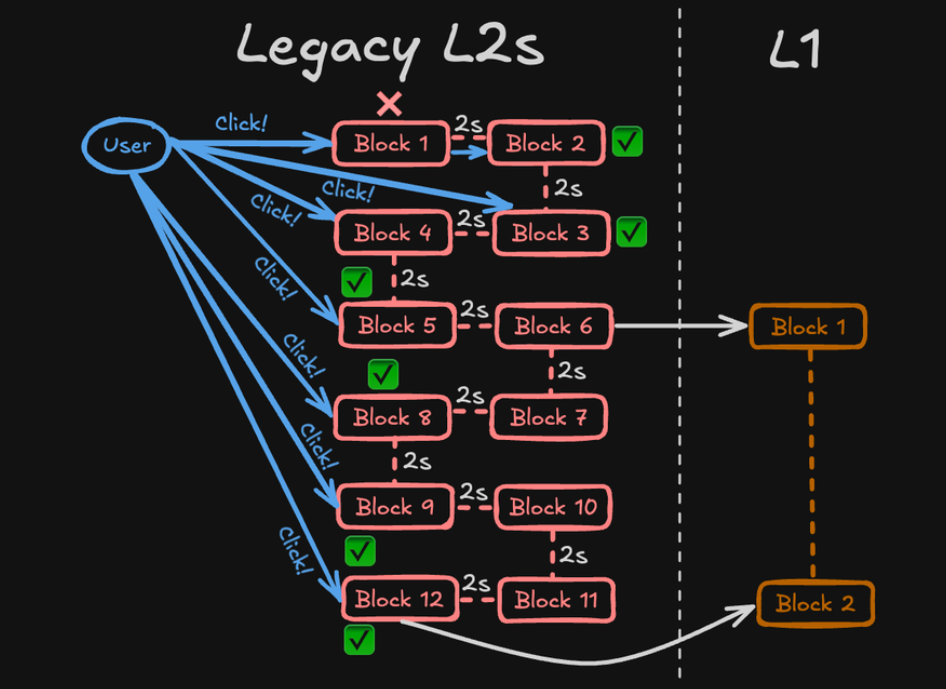 Legacy L2s
L1
Click!
User
Block 1
2s
Block 2
Click!
2s
Click!
Block 4
2s
Block 3
Click!
2s
Block 5
2s
Block 6
Block 1
Click!
2s
Block 8
2s
Block 7
Click!
2s
Block 9
2s
Block 10
Click!
2s
Block 12
2s
Block 11
Block 2